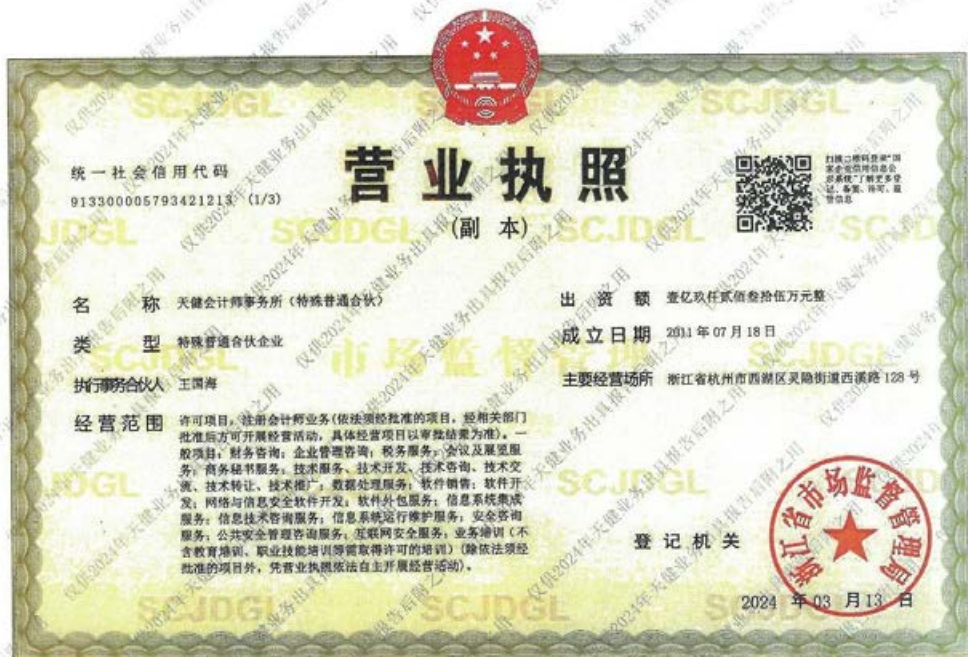 营业执照
(副 本)
统一社会信用代码
913300005793421213 (1/3)
扫描二维码登录“国
家企业信用信息公
示系统”了解更多登
记、备案、许可、监
管信息
名 称 天健会计师事务所(特殊普通合伙)
类 型 特殊普通合伙企业
执行事务合伙人 王国海
经营范围 许可项目:注册会计师业务(依法须经批准的项目,经相关部门
批准后方可开展经营活动,具体经营项目以审批结果为准)。一
般项目:财务咨询;企业管理咨询;税务服务;会议及展览服
务;商务秘书服务;技术服务、技术开发、技术咨询、技术交
流、技术转让、技术推广;数据处理服务;软件销售;软件开
发;网络与信息安全软件开发;软件外包服务;信息系统集成
服务;信息技术咨询服务;信息系统运行维护服务;安全咨询
服务;公共安全管理咨询服务;互联网安全服务;业务培训(不
含教育培训、职业技能培训等需取得许可的培训)(除依法须经
批准的项目外,凭营业执照依法自主开展经营活动)。
出 资 额 壹亿玖仟贰佰叁拾伍万元整
成立日期 2011年07月18日
主要经营场所 浙江省杭州市西湖区灵隐街道西溪路128号
登记机关
浙江省市场监督管理局
2024 年 03 月 13 日
SCJDGL
市场监督管理
仅供2024年天健业务出具报告后附之用